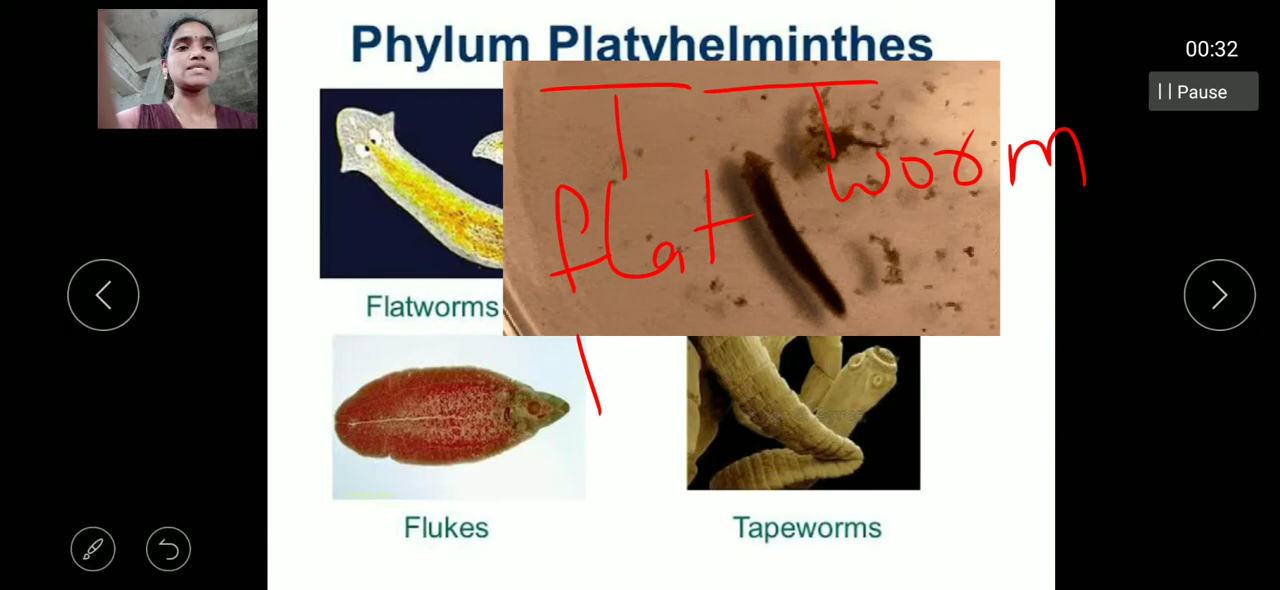 Phylum Platyhelminthes
00:32
Pause
flat worm
Flatworms
Flukes
Tapeworms